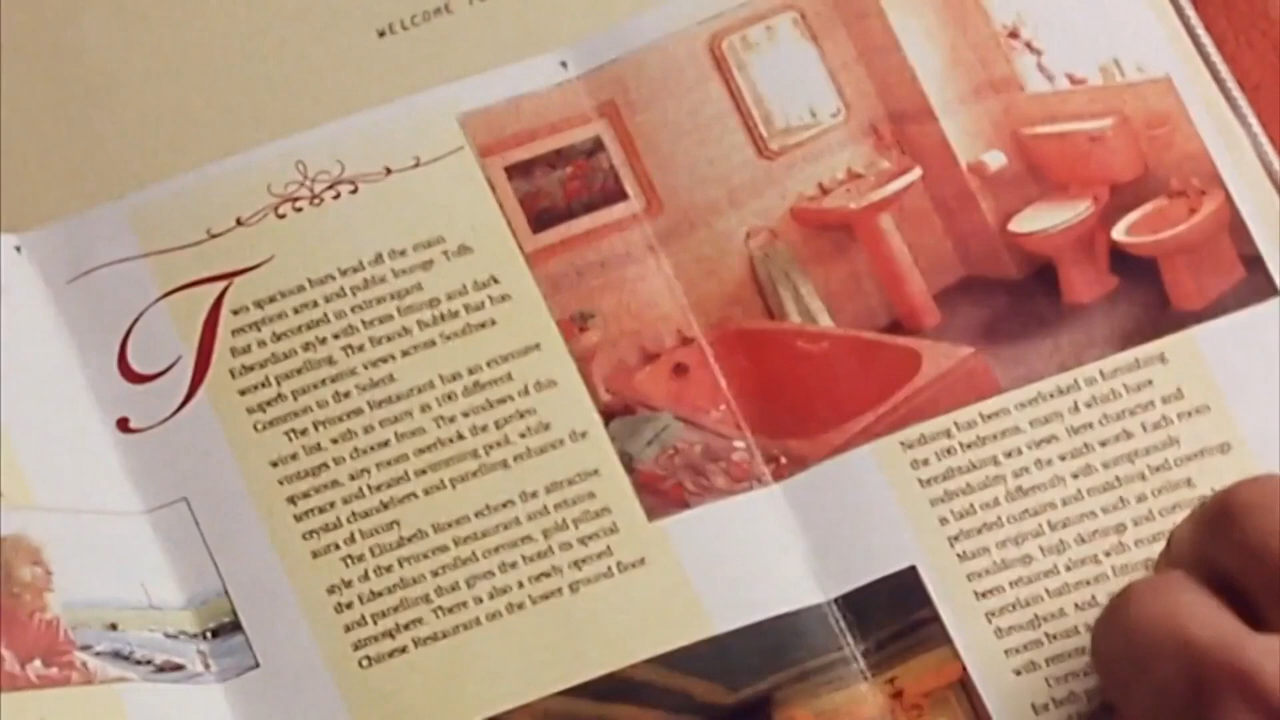 WELCOME
Two spacious bars lead off the main
reception area and public lounge. Toffs
Bar is decorated in extravagant
Edwardian style with brass fittings and dark
wood panelling. The Brandy Bubble Bar has
superb panoramic views across Southsea
Common to the Solent.
The Princess Restaurant has an extensive
wine list, with as many as 100 different
vintages to choose from. The windows of this
spacious, airy room overlook the garden
terrace and heated swimming pool, while
crystal chandeliers and panelling enhance the
aura of luxury.
The Elizabeth Room echoes the attractive
style of the Princess Restaurant and retains
the Edwardian scrolled cornices, gold pillars
and panelling that gives the hotel its special
atmosphere. There is also a newly opened
Chinese Restaurant on the lower ground floor
Nothing has been overlooked in furnishing
the 100 bedrooms, many of which have
breathtaking sea views. Here character and
individuality are the watch words. Each room
is laid out differently with sumptuously
pelmeted curtains and matching bed coverings.
Many original features such as ceiling
mouldings, high skirtings and
been retained along with
porcelain bathroom fittings
throughout. And,
rooms boast
with remote
for both